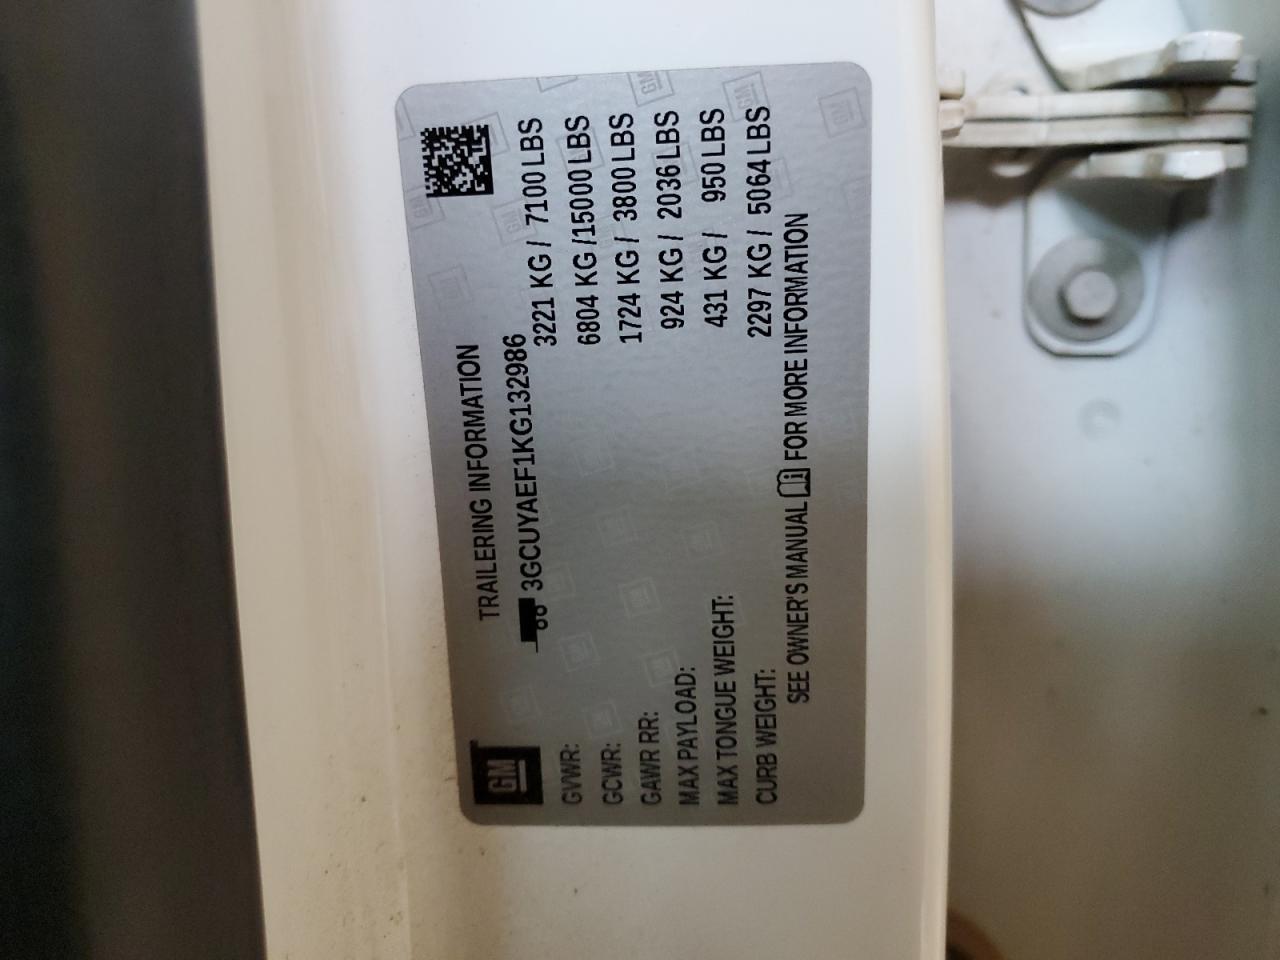 GM
TRAILERING INFORMATION
3GCUYAEF1KG132986
GVWR: 3221 KG / 7100 LBS
GCWR: 6804 KG /15000 LBS
GAWR RR: 1724 KG / 3800 LBS
MAX PAYLOAD: 924 KG / 2036 LBS
MAX TONGUE WEIGHT: 431 KG / 950 LBS
CURB WEIGHT: 2297 KG / 5064 LBS
SEE OWNER'S MANUAL FOR MORE INFORMATION